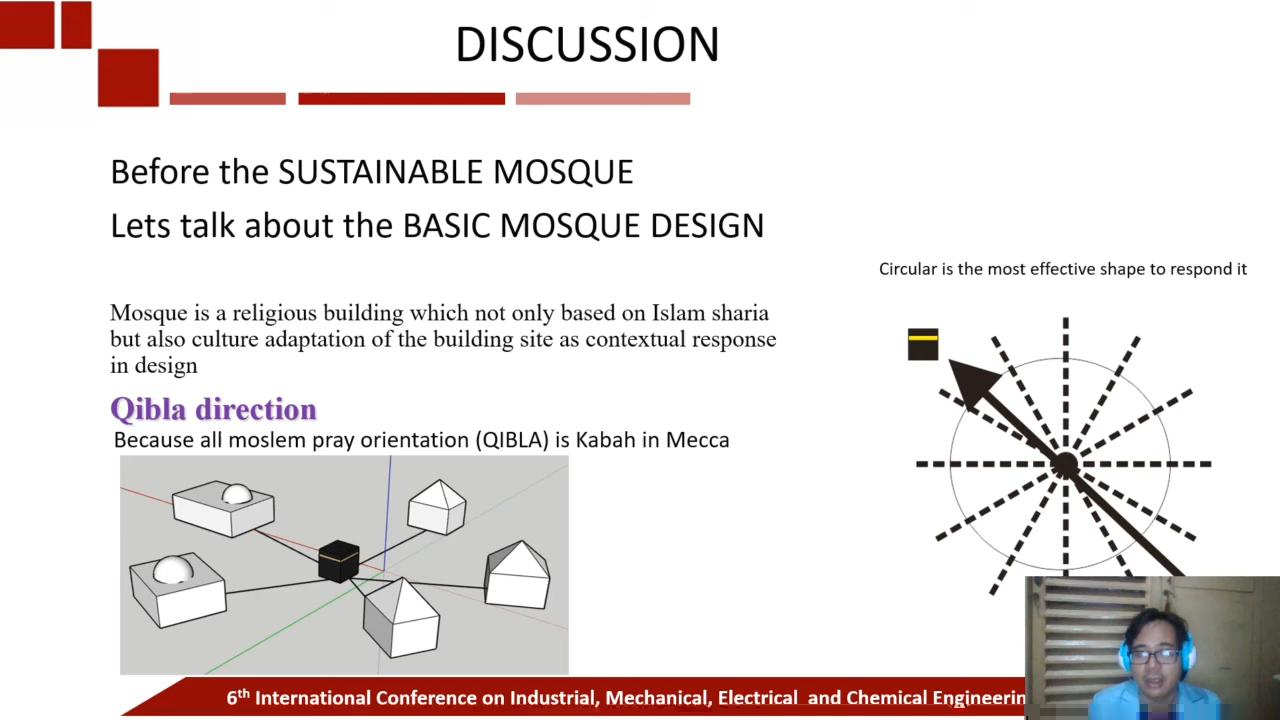 DISCUSSION
Before the SUSTAINABLE MOSQUE
Lets talk about the BASIC MOSQUE DESIGN
Circular is the most effective shape to respond it
Mosque is a religious building which not only based on Islam sharia
but also culture adaptation of the building site as contextual response
in design
Qibla direction
Because all moslem pray orientation (QIBLA) is Kabah in Mecca
6th International Conference on Industrial, Mechanical, Electrical and Chemical Engineerin